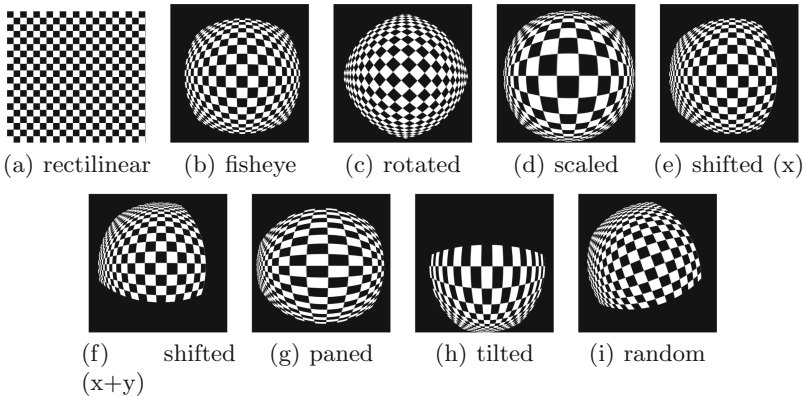 (a) rectilinear (b) fisheye (c) rotated (d) scaled (e) shifted (x)
(f) shifted (g) paned (h) tilted (i) random
(x+y)